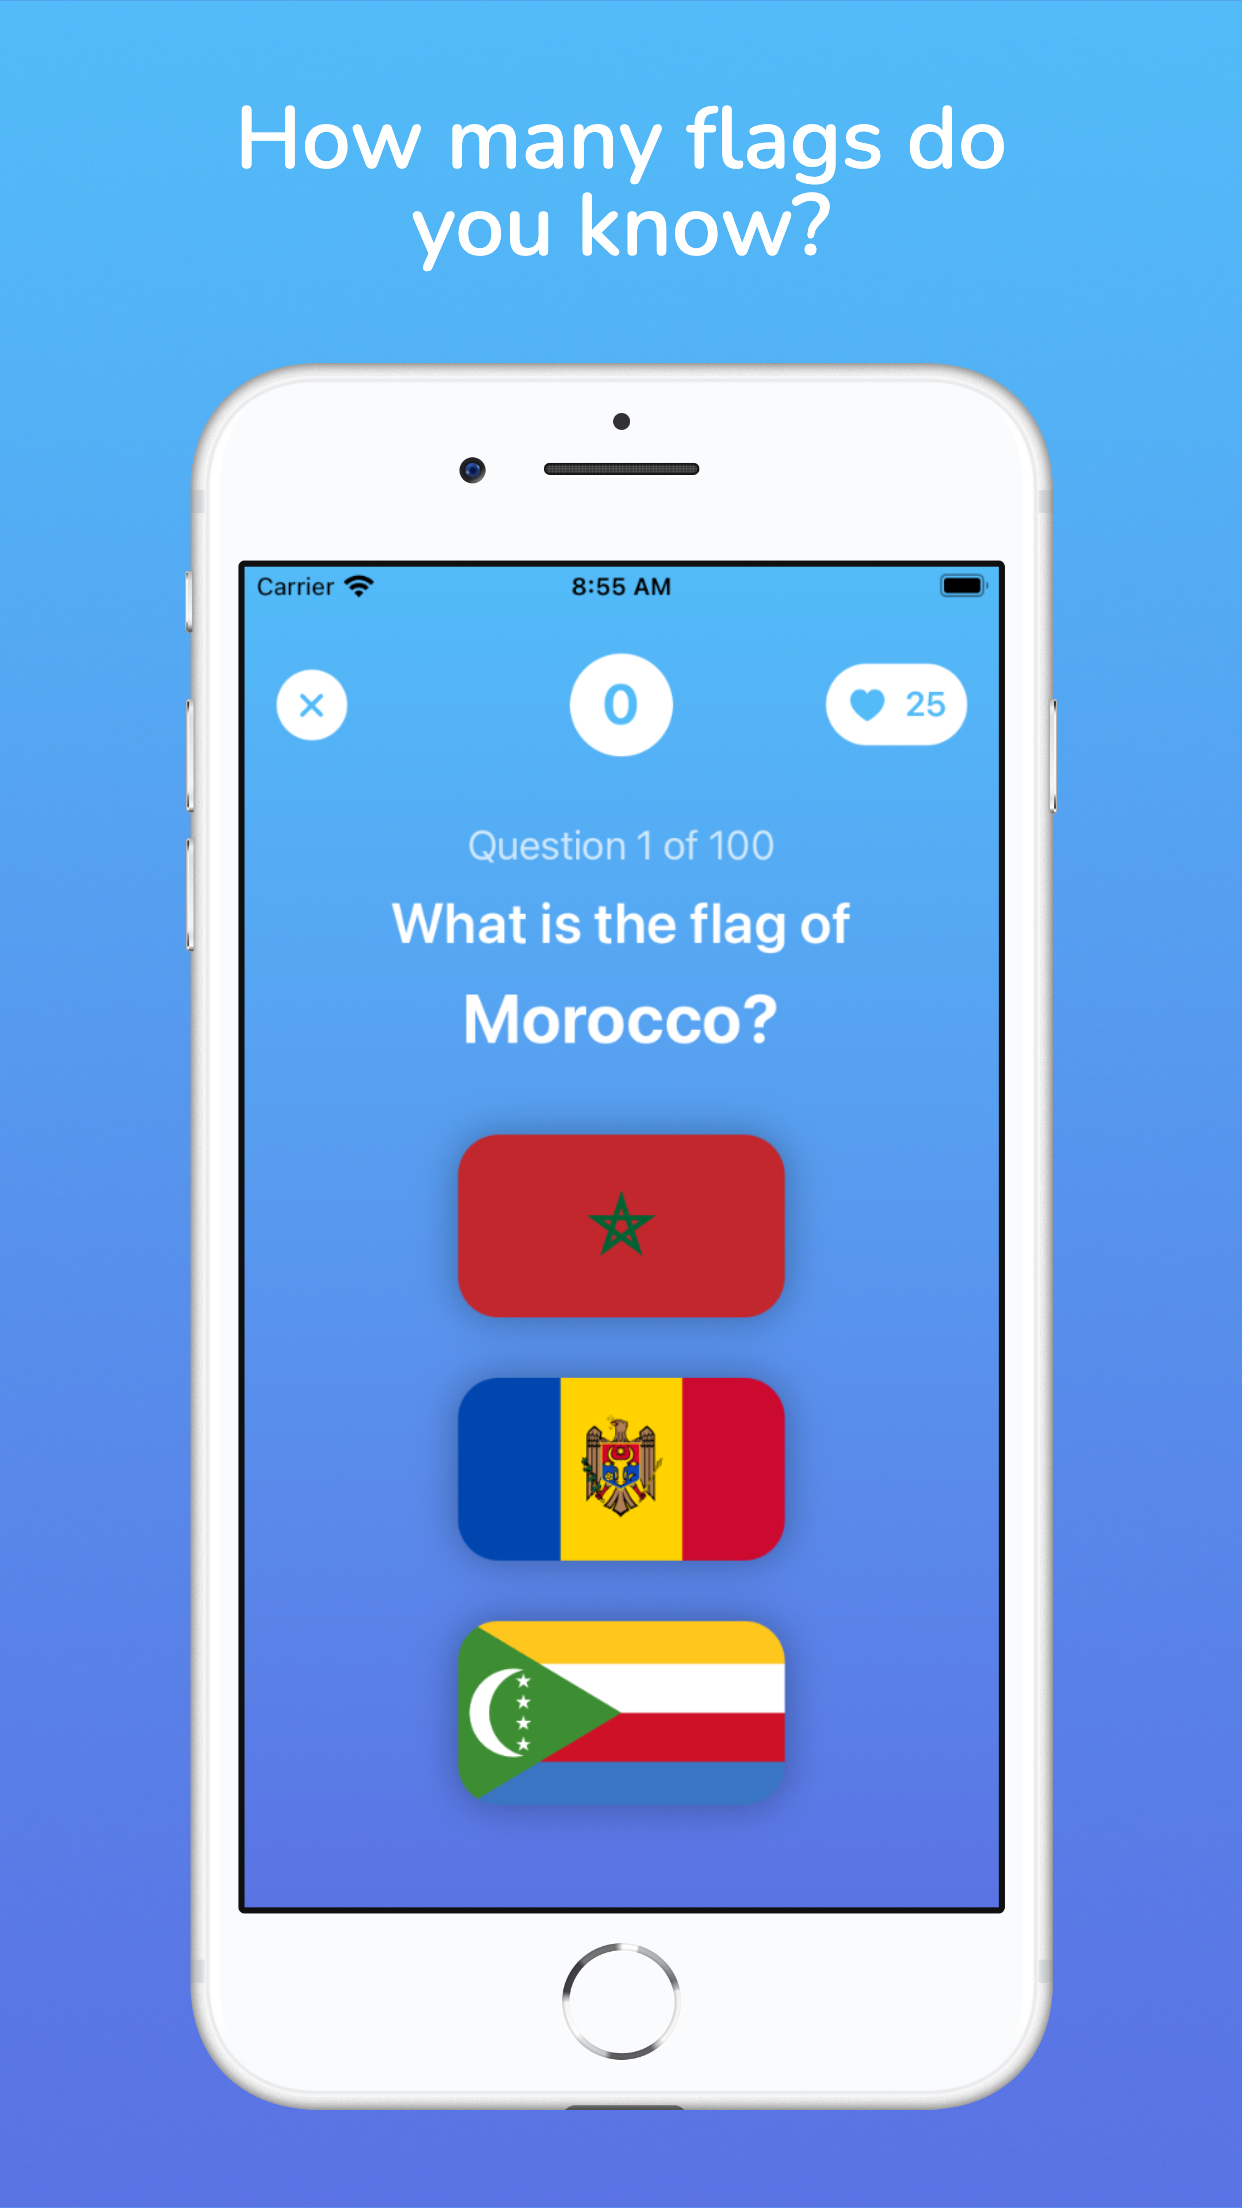 How many flags do
you know?
Carrier
8:55 AM
0
25
Question 1 of 100
What is the flag of
Morocco?